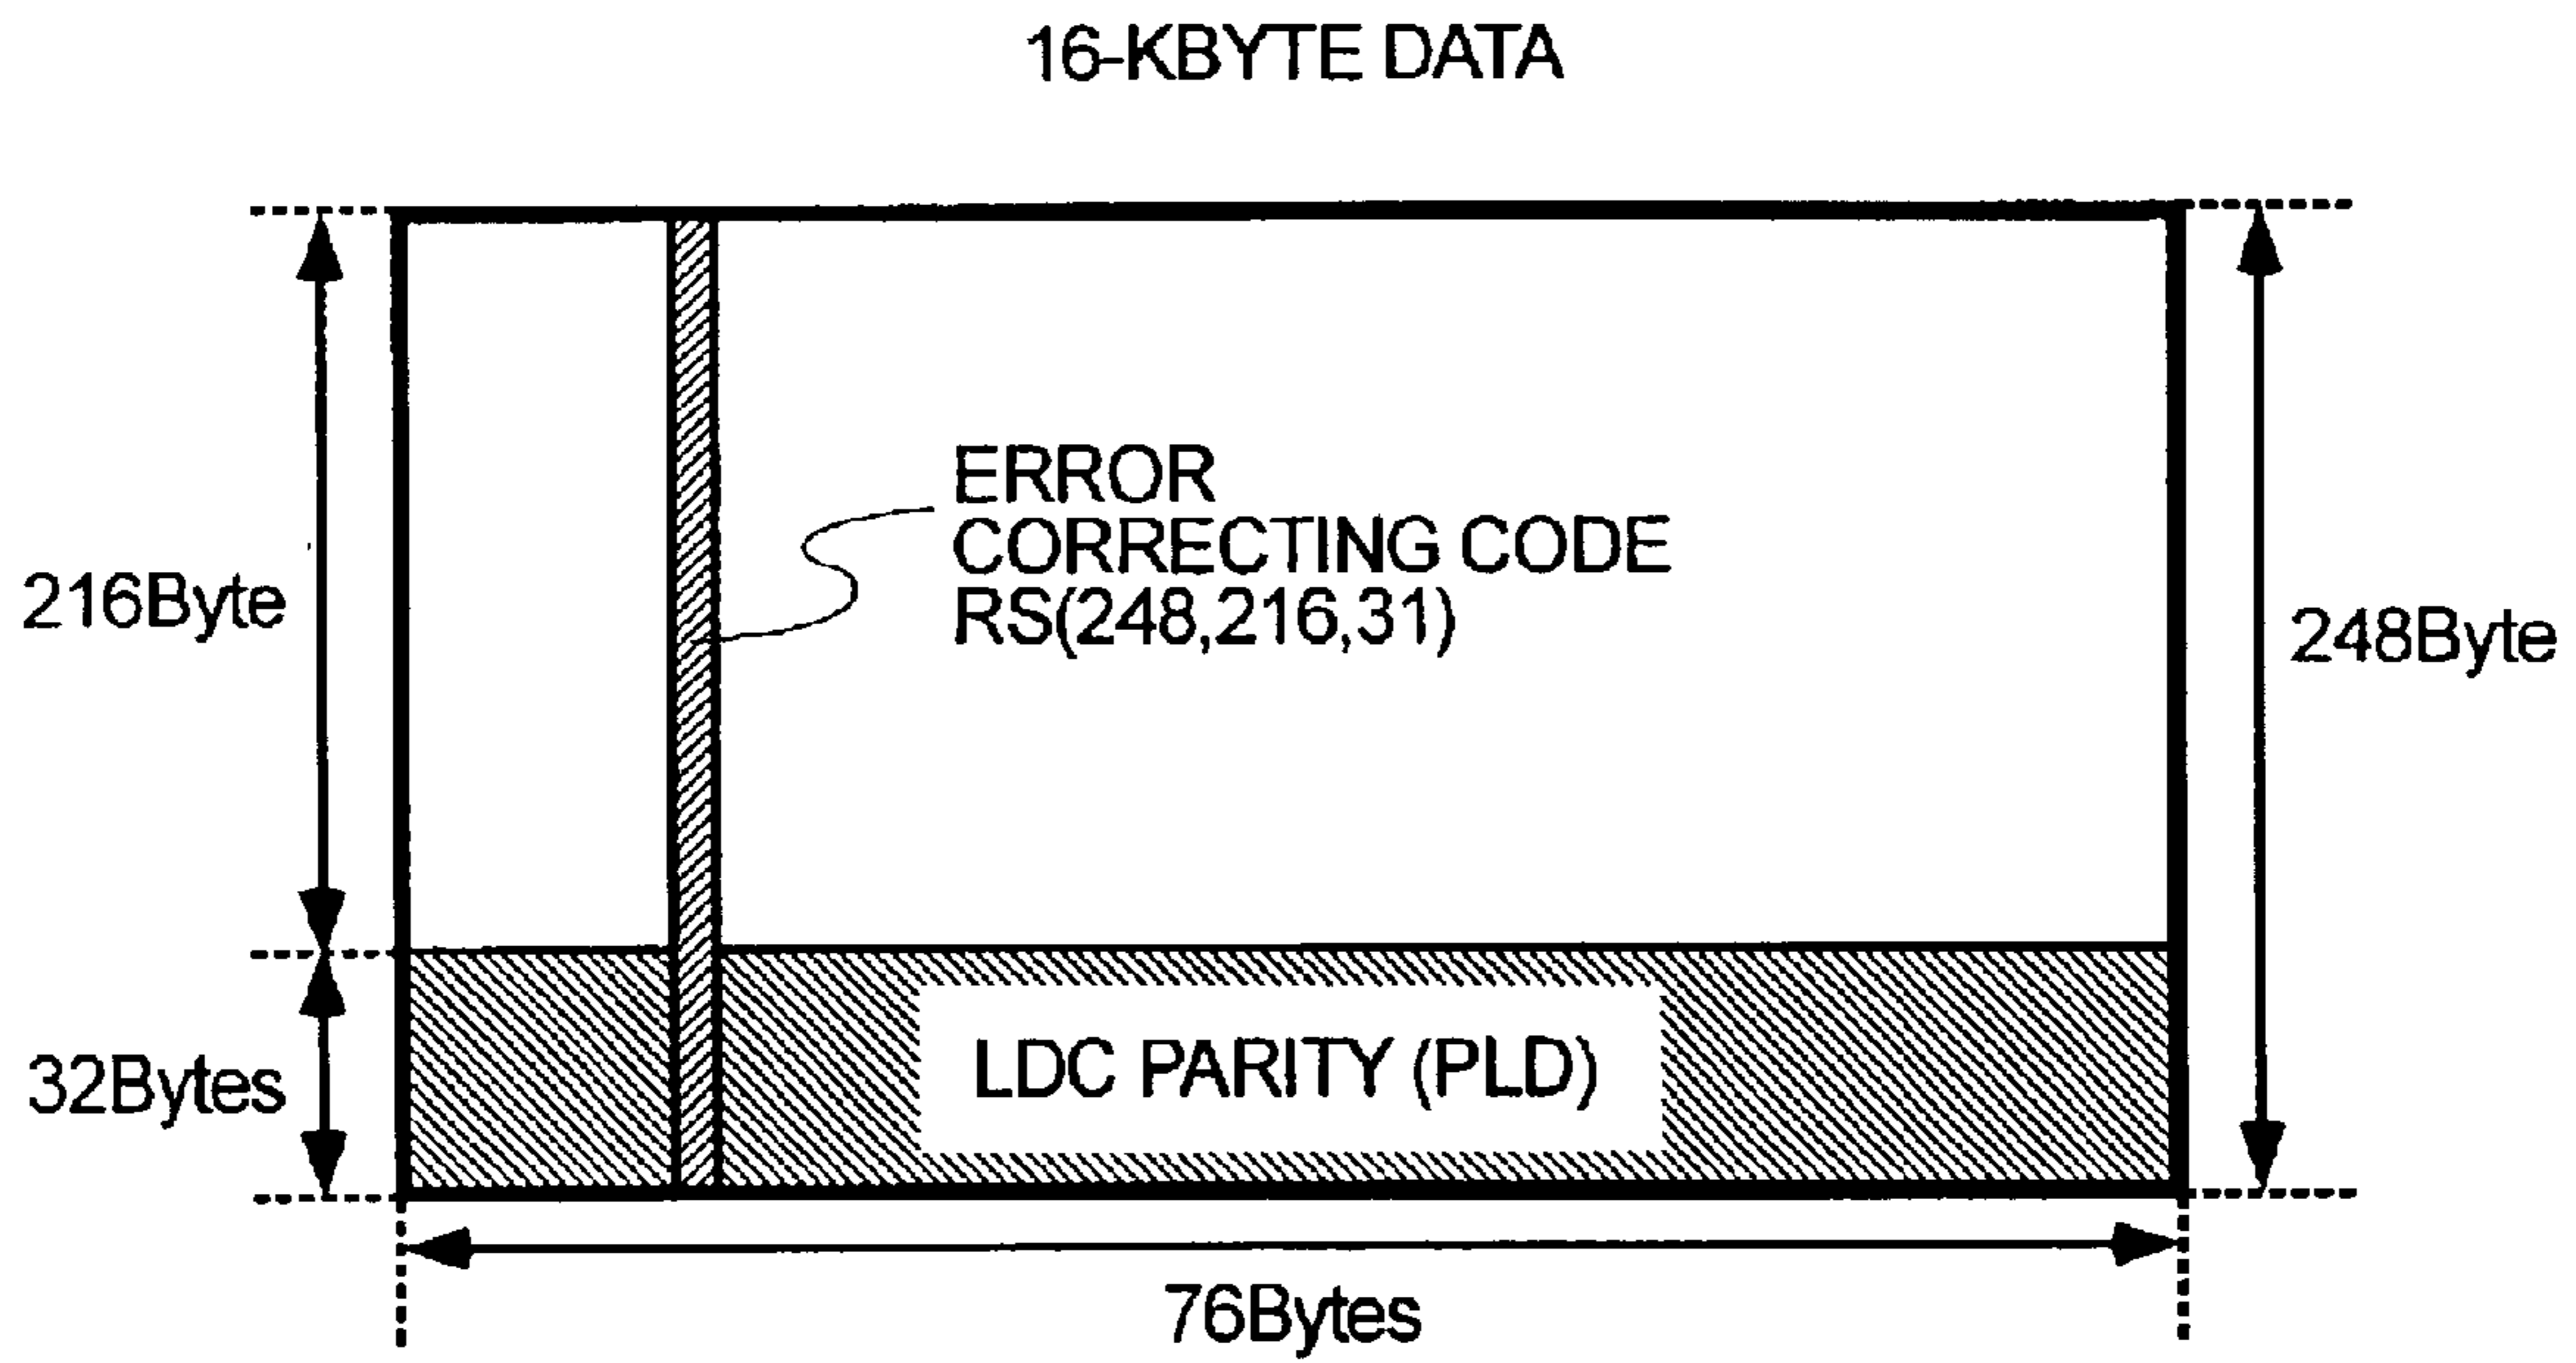 16-KBYTE DATA
ERROR
CORRECTING CODE
RS(248,216,31)
216Byte
248Byte
LDC PARITY (PLD)
32Bytes
76Bytes